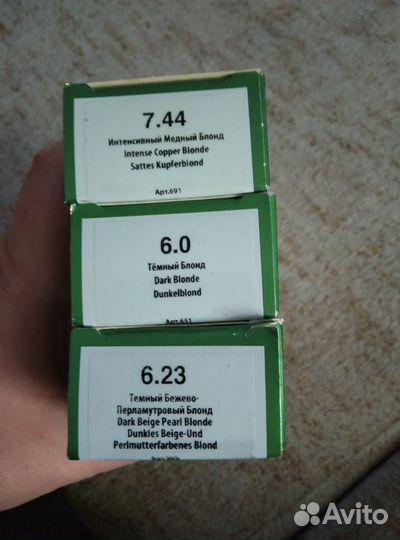 7.44
Интенсивный Медный Блонд
Intense Copper Blonde
Sattes Kupferblond
Арт.691
6.0
Тёмный Блонд
Dark Blonde
Dunkelblond
Арт.651
6.23
Темный Бежево-
Перламутровый Блонд
Dark Beige Pearl Blonde
Dunkles Beige-Und
Perlmutterfarbenes Blond
Avito